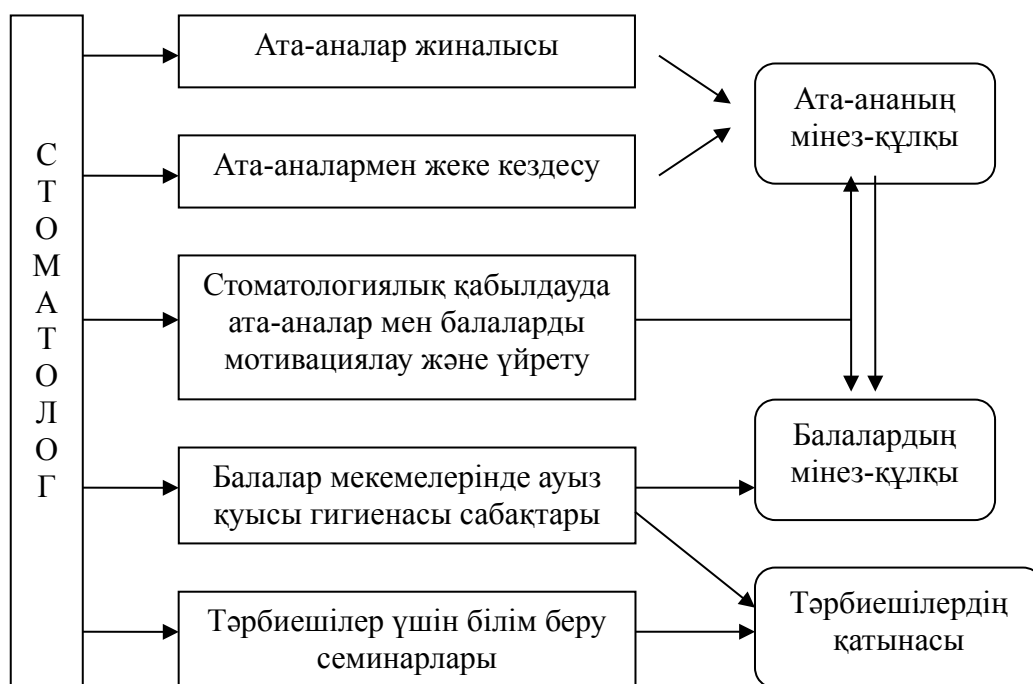 СТОМАТОЛОГ
Ата-аналар жиналысы
Ата-аналармен жеке кездесу
Стоматологиялық қабылдауда
ата-аналар мен балаларды
мотивациялау және үйрету
Балалар мекемелерінде ауыз
қуысы гигиенасы сабақтары
Тәрбиешілер үшін білім беру
семинарлары
Ата-ананың
мінез-құлқы
Балалардың
мінез-құлқы
Тәрбиешілердің
қатынасы